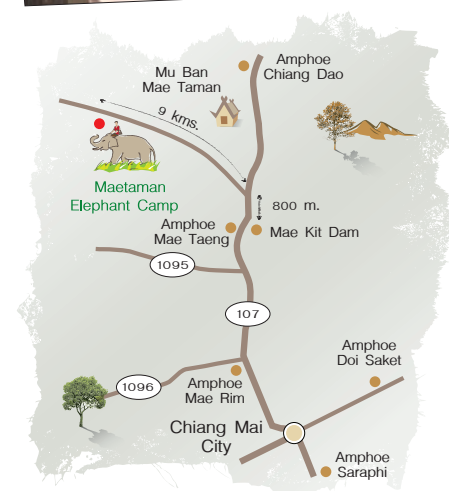 Amphoe
Chiang Dao
Mu Ban
Mae Taman
9 kms.
Maetaman
Elephant Camp
800 m.
Amphoe
Mae Taeng
Mae Kit Dam
1095
107
Amphoe
Doi Saket
1096
Amphoe
Mae Rim
Chiang Mai
City
Amphoe
Saraphi